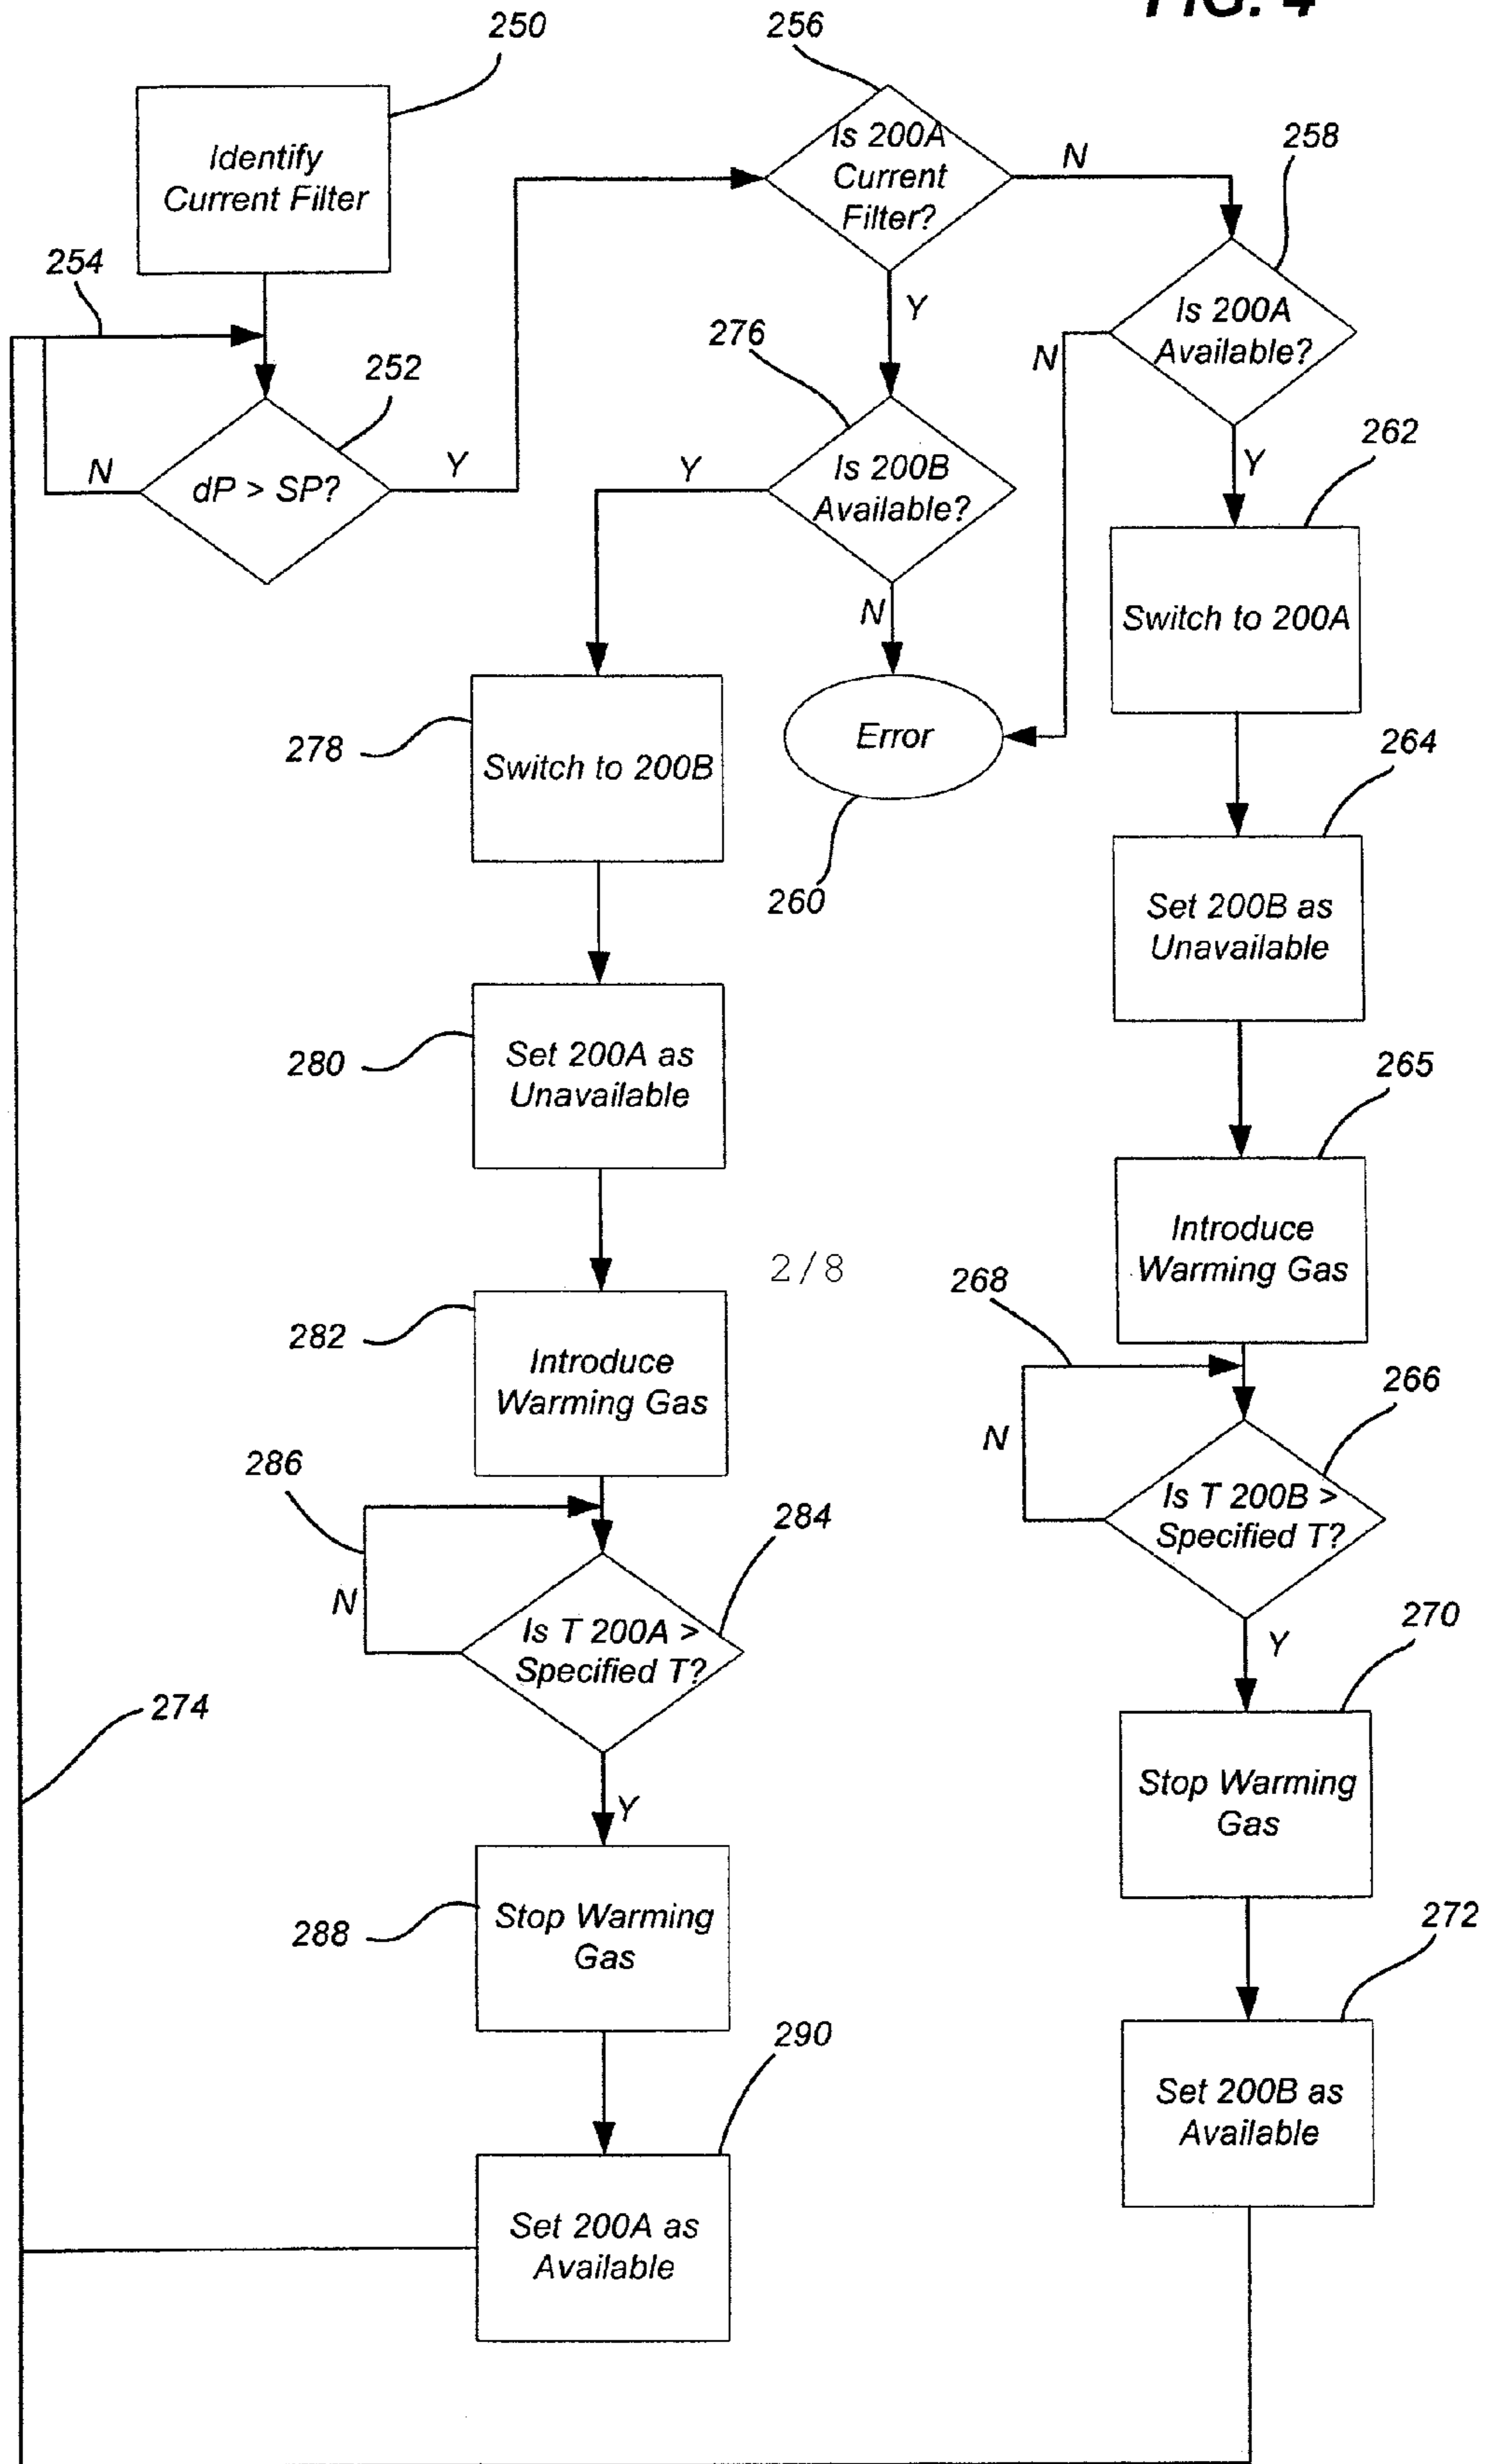 FIG. 4
250
256
Identify
Current Filter
Is 200A
Current
Filter?
N
258
254
Y
Is 200A
Available?
N
276
252
dP > SP?
N
Y
Is 200B
Available?
Y
N
Y
262
Switch to 200A
278
Switch to 200B
Error
260
264
Set 200B as
Unavailable
280
Set 200A as
Unavailable
265
Introduce
Warming Gas
2/8
282
Introduce
Warming Gas
268
266
N
Is T 200B >
Specified T?
286
284
N
Is T 200A >
Specified T?
Y
270
Stop Warming
Gas
274
Y
288
Stop Warming
Gas
272
Set 200B as
Available
290
Set 200A as
Available